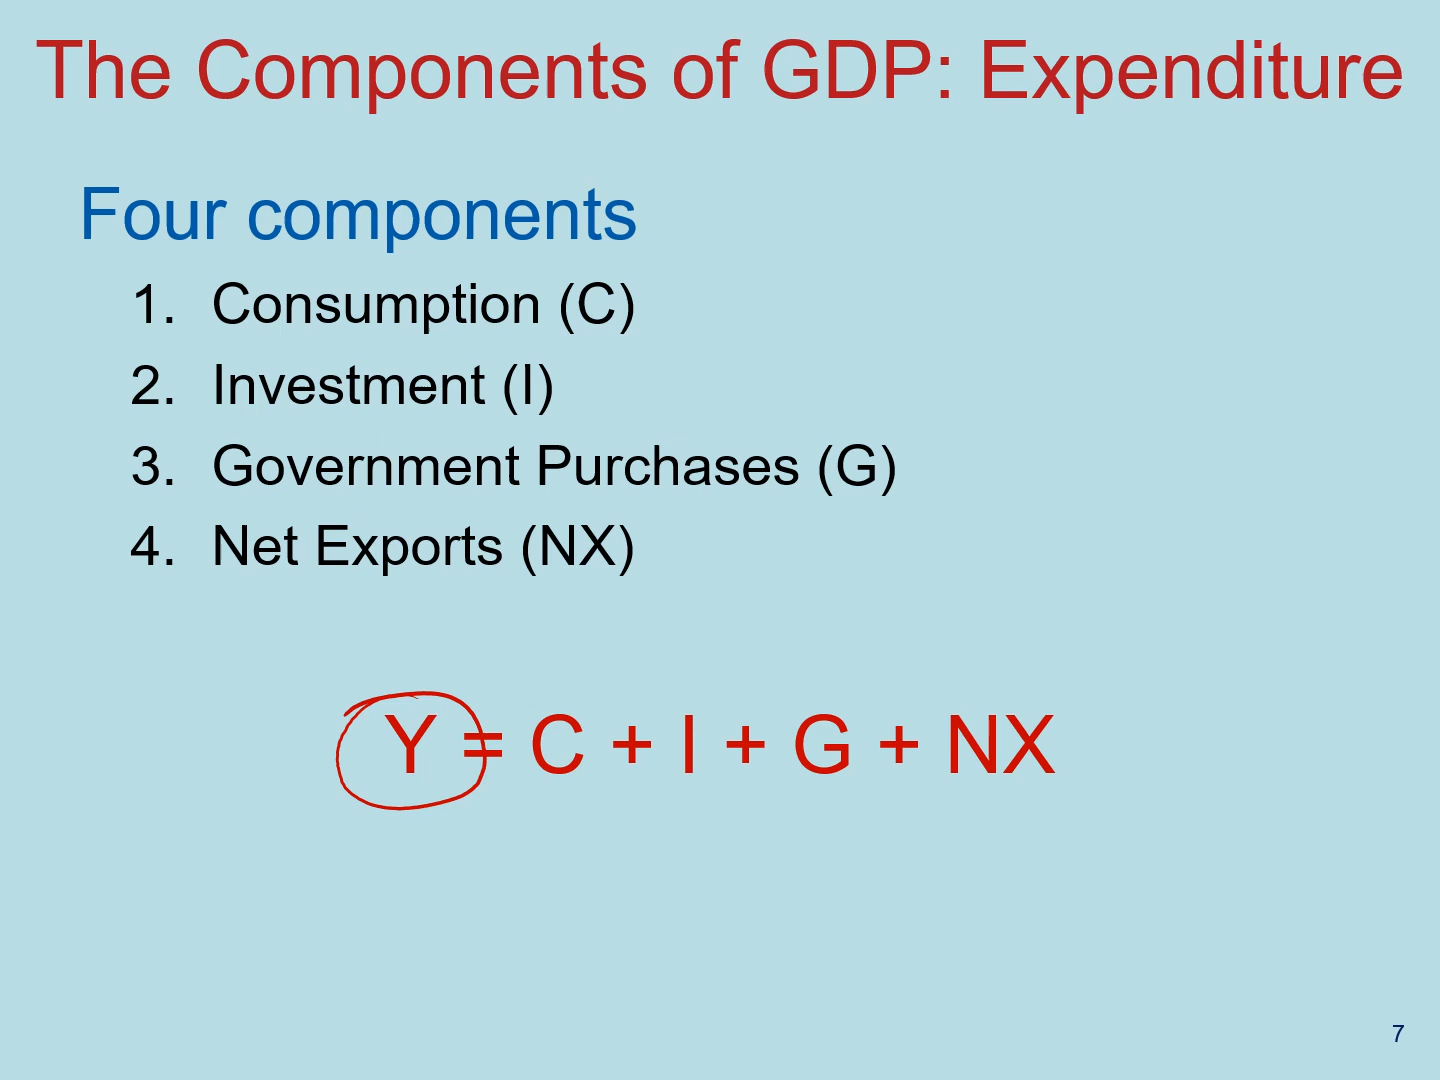 The Components of GDP: Expenditure
Four components
1. Consumption (C)
2. Investment (I)
3. Government Purchases (G)
4. Net Exports (NX)
Y = C + I + G + NX
7